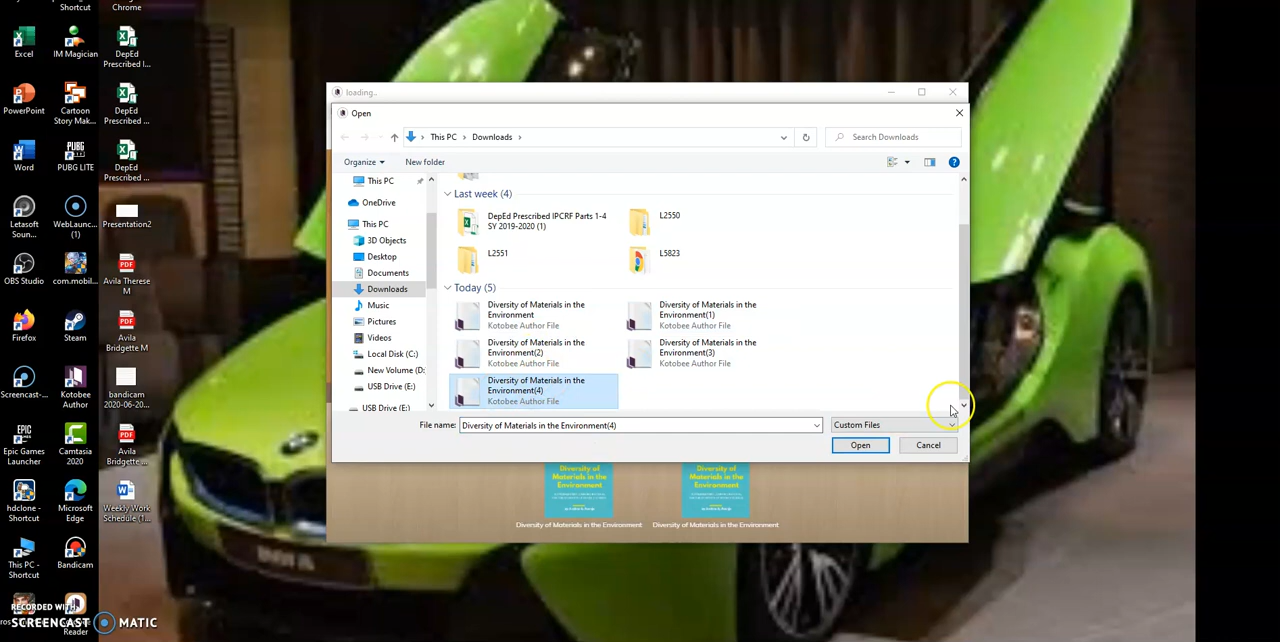 Shortcut
Chrome
Excel
IM Magician
DepEd
Prescribed I...
PowerPoint
Cartoon
Story Mak...
DepEd
Prescribed ...
Word
PUBG LITE
DepEd
Prescribed ...
Letasoft
Soun...
WebLaunc...
(1)
Presentation2
OBS Studio
com.mobil...
Avila Therese
M
Firefox
Steam
Avila
Bridgette M
Screencast-...
Kotobee
Author
bandicam
2020-06-20...
Epic Games
Launcher
Camtasia
2020
Avila
Bridgette ...
hdclone -
Shortcut
Microsoft
Edge
Weekly Work
Schedule (1...
This PC -
Shortcut
Bandicam
Reader
RECORDED WITH
SCREENCAST MATIC
loading..
Open
This PC
Downloads
Search Downloads
Organize
New folder
This PC
OneDrive
This PC
3D Objects
Desktop
Documents
Downloads
Music
Pictures
Videos
Local Disk (C:)
New Volume (D:
USB Drive (E:)
USB Drive (E:)
Last week (4)
DepEd Prescribed IPCRF Parts 1-4
SY 2019-2020 (1)
L2550
L2551
L5823
Today (5)
Diversity of Materials in the
Environment
Kotobee Author File
Diversity of Materials in the
Environment(1)
Kotobee Author File
Diversity of Materials in the
Environment(2)
Kotobee Author File
Diversity of Materials in the
Environment(3)
Kotobee Author File
Diversity of Materials in the
Environment(4)
Kotobee Author File
File name:
Diversity of Materials in the Environment(4)
Custom Files
Open
Cancel
Diversity of
Materials in the
Environment
Diversity of
Materials in the
Environment
Diversity of Materials in the Environment
Diversity of Materials in the Environment